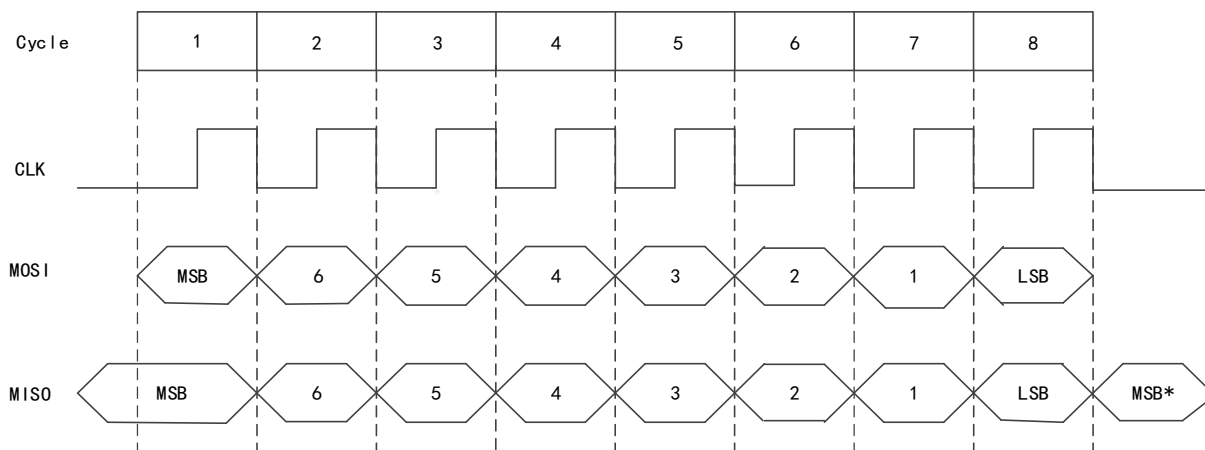 Cycle 1 2 3 4 5 6 7 8
CLK
MOSI MSB 6 5 4 3 2 1 LSB
MISO MSB 6 5 4 3 2 1 LSB MSB*